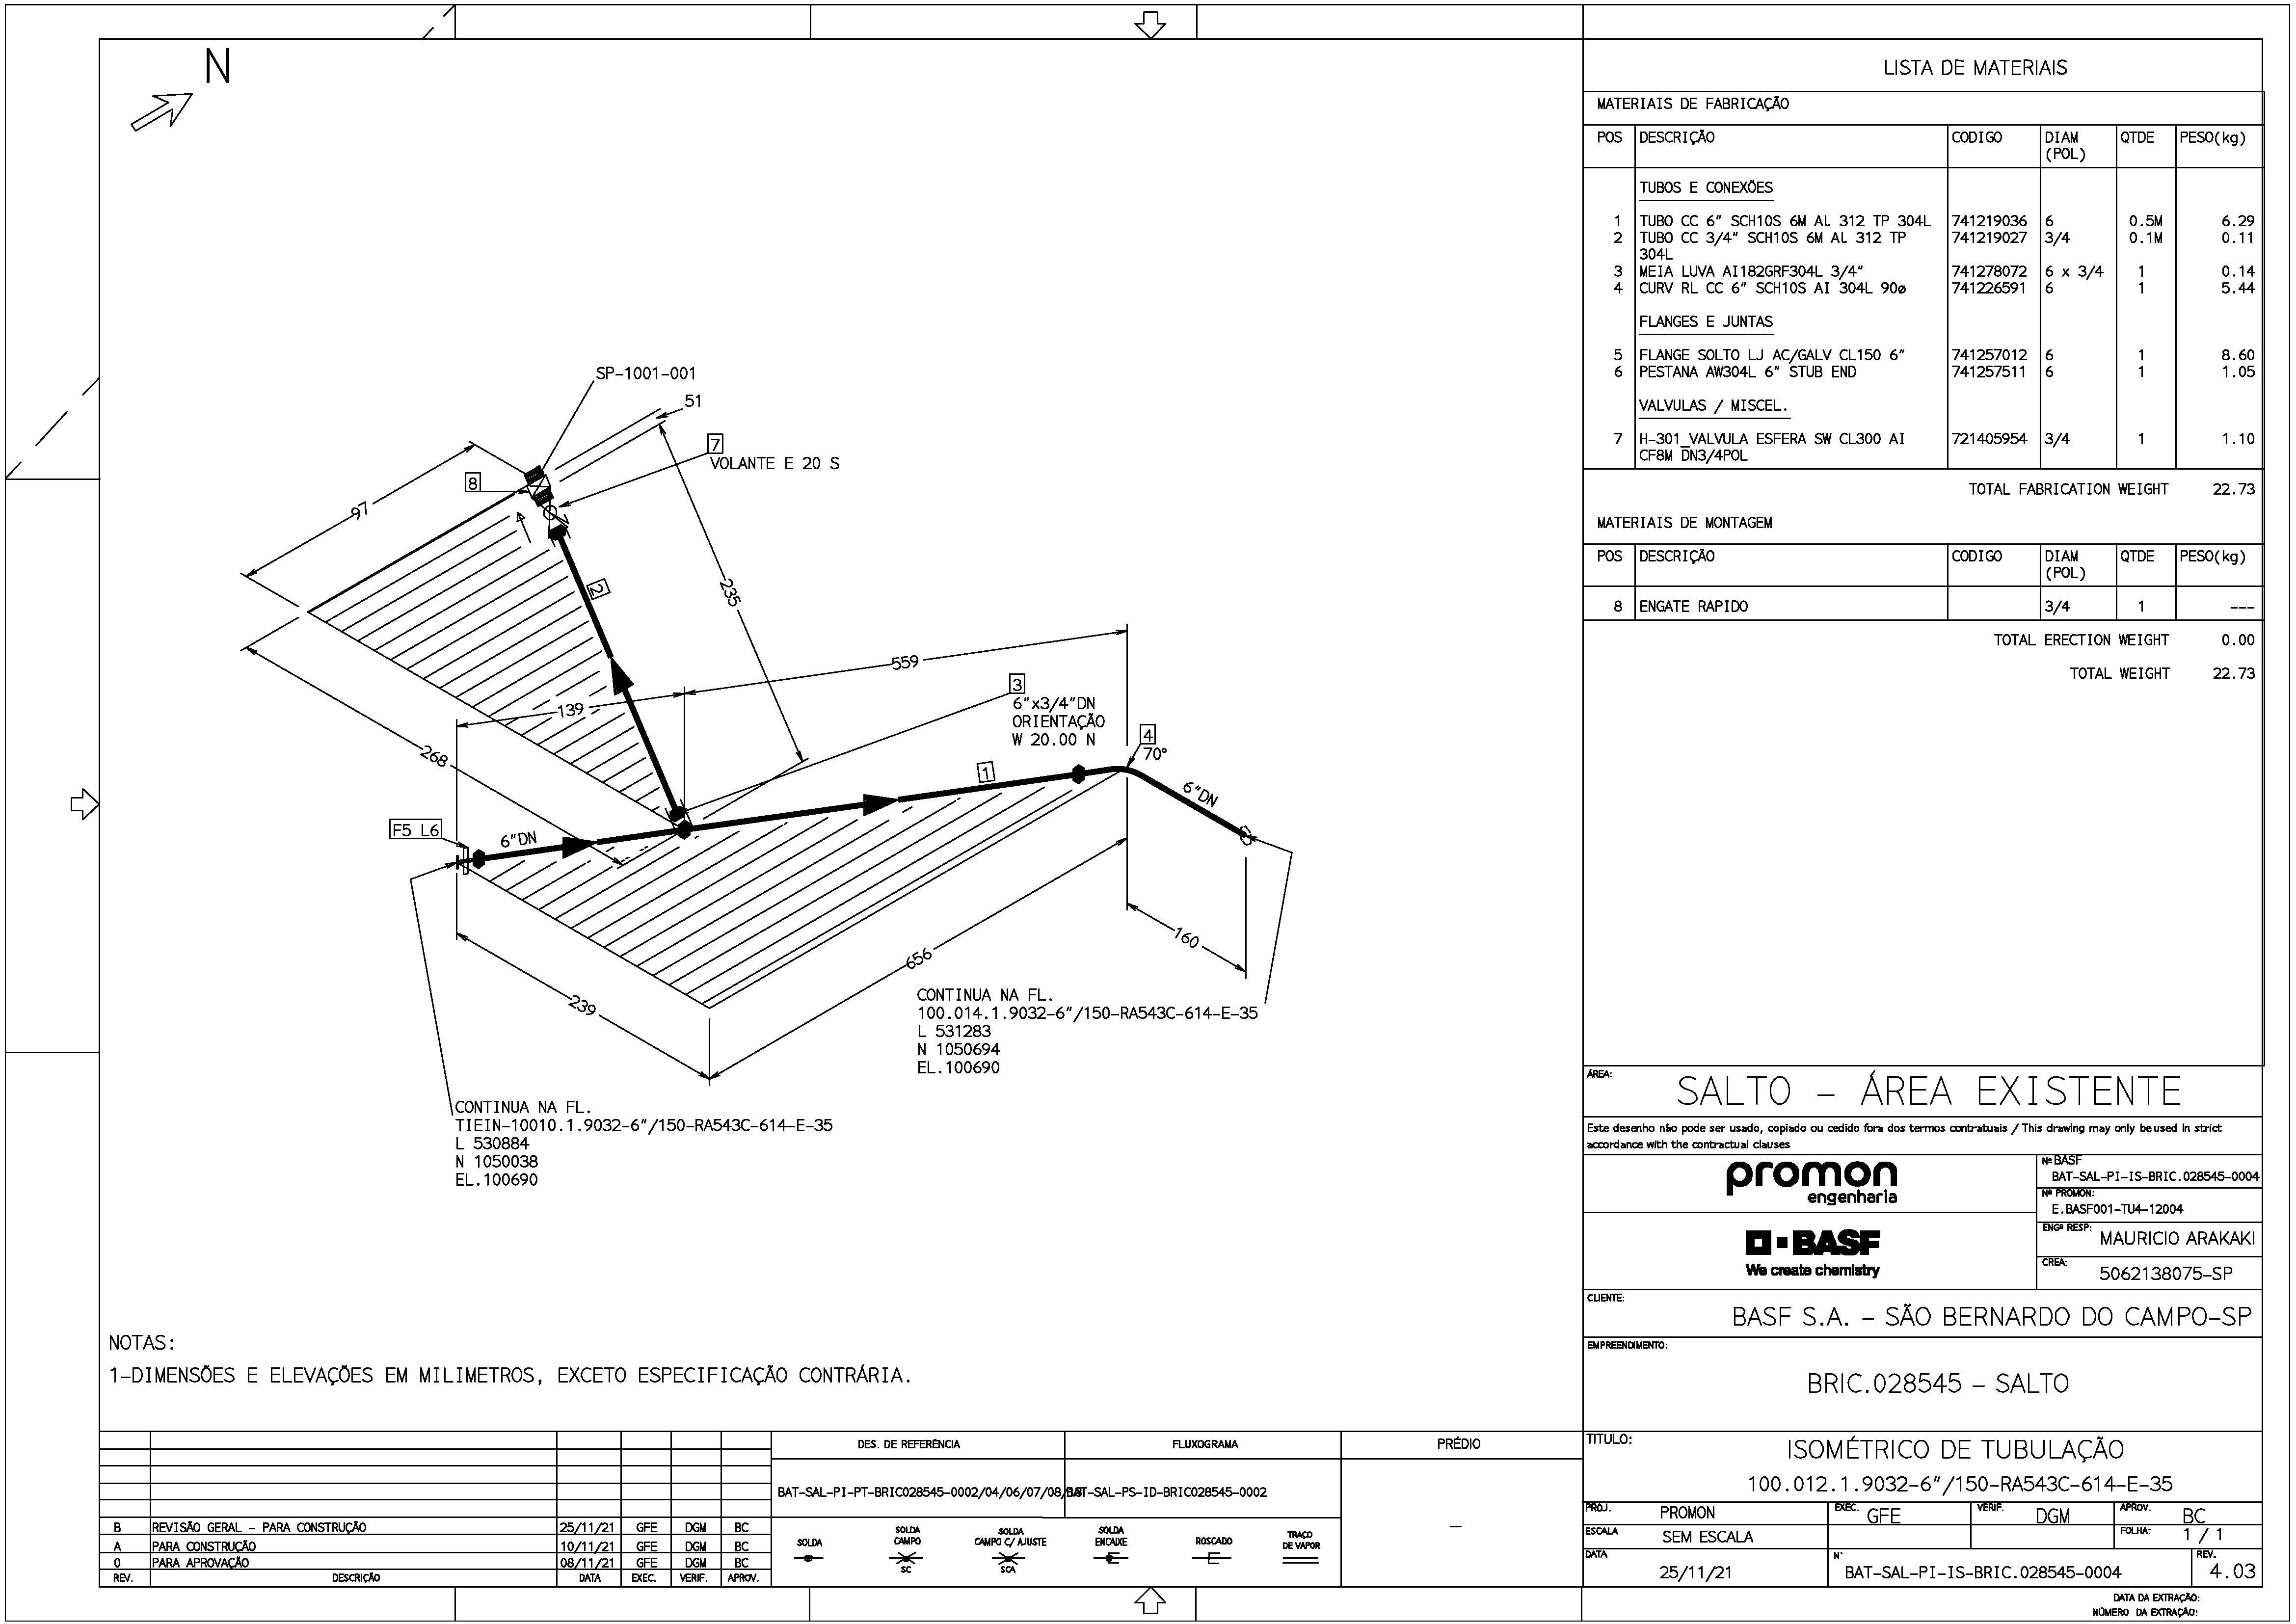 N
SP-1001-001
51
7
VOLANTE E 20 S
8
97
2
235
559
139
3
6"x3/4"DN
ORIENTAÇÃO
W 20.00 N
4
70°
268
1
6"DN
F5 L6
6"DN
160
656
239
CONTINUA NA FL.
100.014.1.9032-6"/150-RA543C-614-E-35
L 531283
N 1050694
EL.100690
CONTINUA NA FL.
TIEIN-10010.1.9032-6"/150-RA543C-614-E-35
L 530884
N 1050038
EL.100690
NOTAS:
1-DIMENSÕES E ELEVAÇÕES EM MILIMETROS, EXCETO ESPECIFICAÇÃO CONTRÁRIA.
LISTA DE MATERIAIS
MATERIAIS DE FABRICAÇÃO
POS DESCRIÇÃO CODIGO DIAM (POL) QTDE PESO(kg)
TUBOS E CONEXÕES
1 TUBO CC 6" SCH10S 6M AL 312 TP 304L 741219036 6 0.5M 6.29
2 TUBO CC 3/4" SCH10S 6M AL 312 TP 741219027 3/4 0.1M 0.11
304L
3 MEIA LUVA AI182GRF304L 3/4" 741278072 6 x 3/4 1 0.14
4 CURV RL CC 6" SCH10S AI 304L 90ø 741226591 6 1 5.44
FLANGES E JUNTAS
5 FLANGE SOLTO LJ AC/GALV CL150 6" 741257012 6 1 8.60
6 PESTANA AW304L 6" STUB END 741257511 6 1 1.05
VALVULAS / MISCEL.
7 H-301_VALVULA ESFERA SW CL300 AI 721405954 3/4 1 1.10
CF8M DN3/4POL
TOTAL FABRICATION WEIGHT 22.73
MATERIAIS DE MONTAGEM
POS DESCRIÇÃO CODIGO DIAM (POL) QTDE PESO(kg)
8 ENGATE RAPIDO 3/4 1 ---
TOTAL ERECTION WEIGHT 0.00
TOTAL WEIGHT 22.73
ÁREA:
SALTO - ÁREA EXISTENTE
Este desenho não pode ser usado, copiado ou cedido fora dos termos contratuais / This drawing may only be used in strict
accordance with the contractual clauses
promon
engenharia
Nº BASF
BAT-SAL-PI-IS-BRIC.028545-0004
Nº PROMON:
E.BASF001-TU4-12004
BASF
We create chemistry
ENGº RESP:
MAURICIO ARAKAKI
CREA:
5062138075-SP
CLIENTE:
BASF S.A. - SÃO BERNARDO DO CAMPO-SP
EMPREENDIMENTO:
BRIC.028545 - SALTO
TITULO:
ISOMÉTRICO DE TUBULAÇÃO
100.012.1.9032-6"/150-RA543C-614-E-35
PROJ. PROMON EXEC. GFE VERIF. DGM APROV. BC
ESCALA SEM ESCALA FOLHA: 1 / 1
DATA 25/11/21 N° BAT-SAL-PI-IS-BRIC.028545-0004 REV. 4.03
DATA DA EXTRAÇÃO:
NÚMERO DA EXTRAÇÃO:
B REVISÃO GERAL - PARA CONSTRUÇÃO 25/11/21 GFE DGM BC
A PARA CONSTRUÇÃO 10/11/21 GFE DGM BC
0 PARA APROVAÇÃO 08/11/21 GFE DGM BC
REV. DESCRIÇÃO DATA EXEC. VERIF. APROV.
DES. DE REFERÊNCIA FLUXOGRAMA PRÉDIO
BAT-SAL-PI-PT-BRIC028545-0002/04/06/07/08/ BAT-SAL-PS-ID-BRIC028545-0002
—
SOLDA
SOLDA CAMPO
SC
SOLDA CAMPO C/ AJUSTE
SCA
SOLDA ENCAIXE
ROSCADO
TRAÇO DE VAPOR